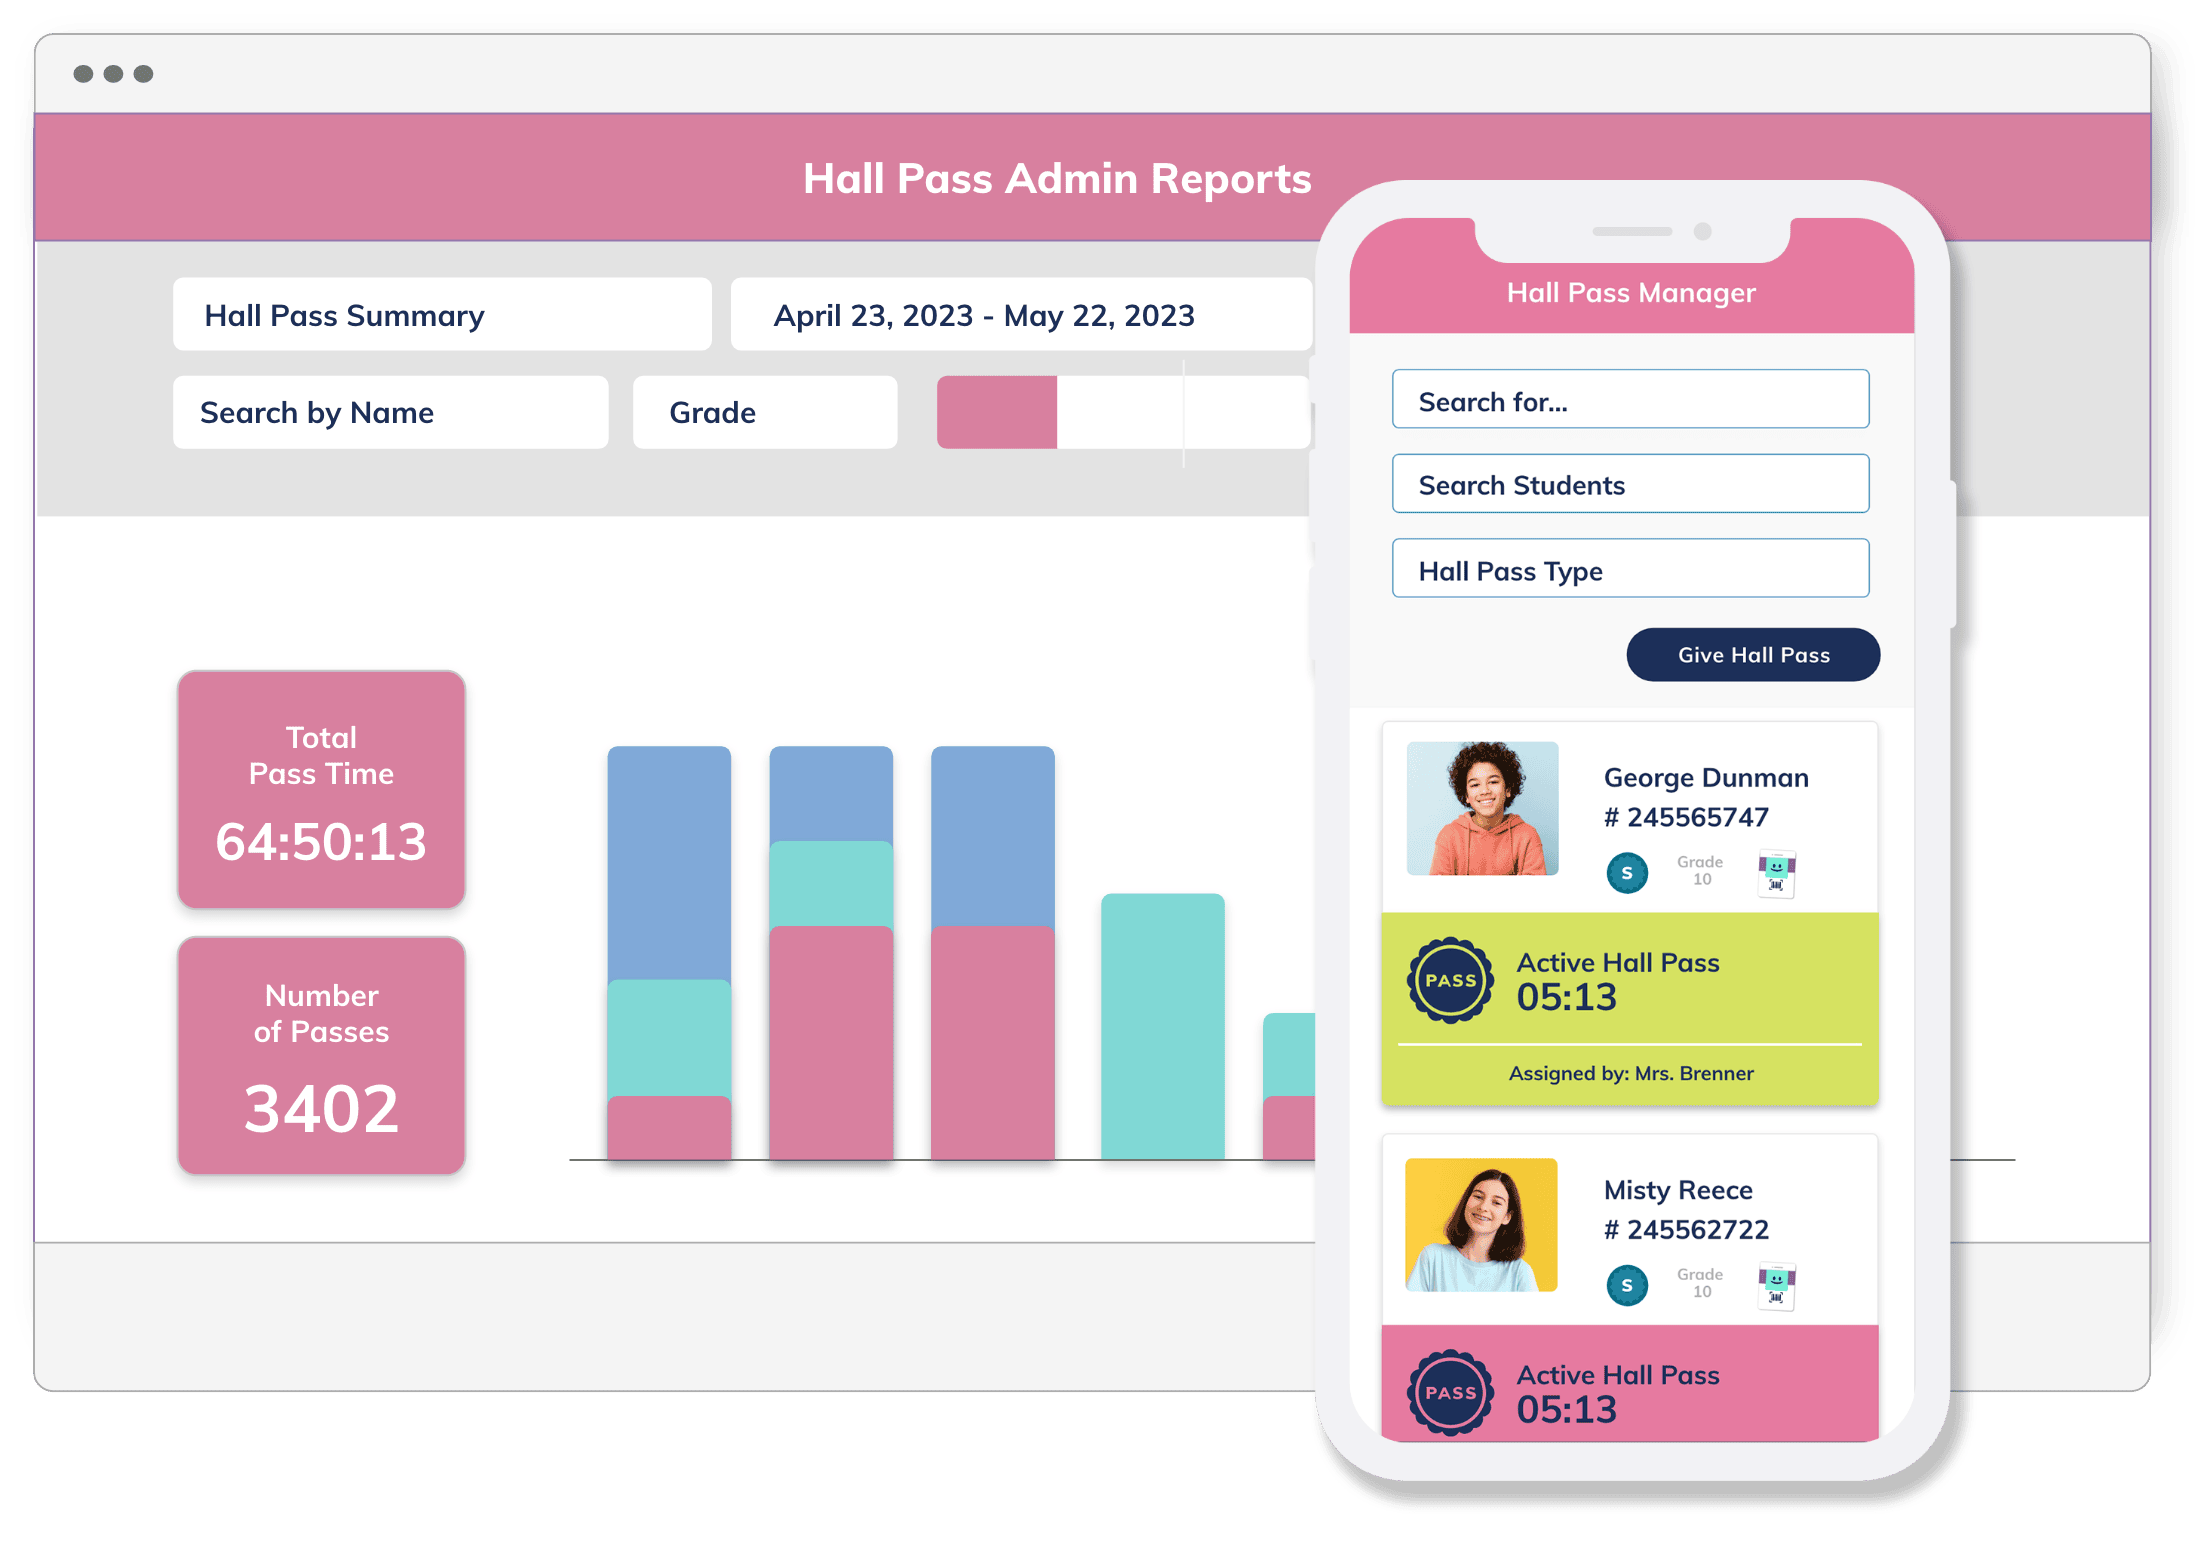 Hall Pass Admin Reports
Hall Pass Summary
April 23, 2023 - May 22, 2023
Search by Name
Grade
Total
Pass Time
64:50:13
Number
of Passes
3402
Hall Pass Manager
Search for...
Search Students
Hall Pass Type
Give Hall Pass
George Dunman
# 245565747
S
Grade
10
PASS
Active Hall Pass
05:13
Assigned by: Mrs. Brenner
Misty Reece
# 245562722
S
Grade
10
PASS
Active Hall Pass
05:13